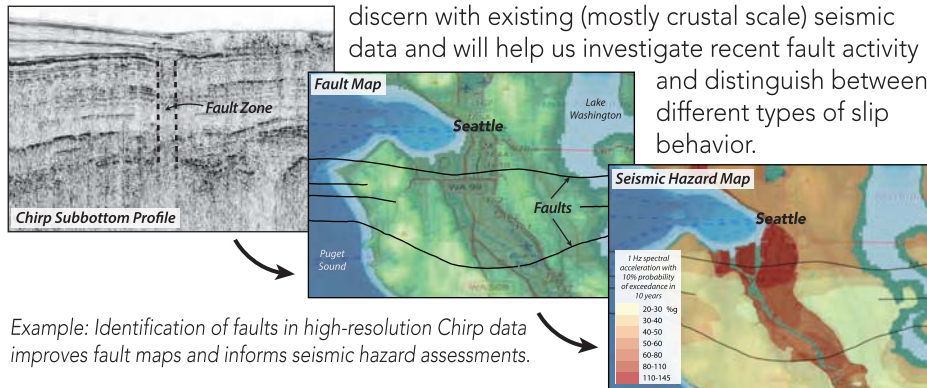 discern with existing (mostly crustal scale) seismic
data and will help us investigate recent fault activity
and distinguish between
different types of slip
behavior.
Fault Zone
Chirp Subbottom Profile
Fault Map
Seattle
Lake
Washington
WA 99
Faults
Puget
Sound
Seismic Hazard Map
Seattle
1 Hz spectral
acceleration with
10% probability
of exceedance in
10 years
20-30 %g
30-40
40-50
50-60
60-80
80-110
110-145
Example: Identification of faults in high-resolution Chirp data
improves fault maps and informs seismic hazard assessments.